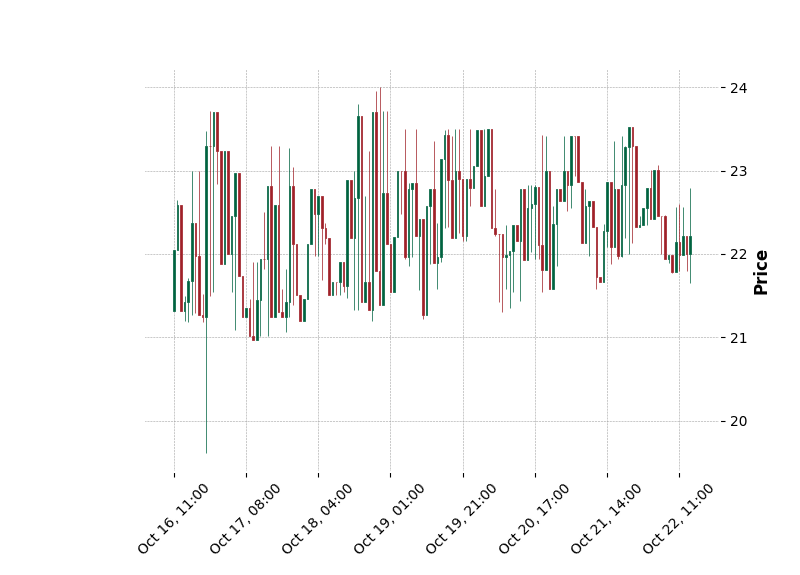 24
23
22
21
20
Price
Oct 16, 11:00
Oct 17, 08:00
Oct 18, 04:00
Oct 19, 01:00
Oct 19, 21:00
Oct 20, 17:00
Oct 21, 14:00
Oct 22, 11:00